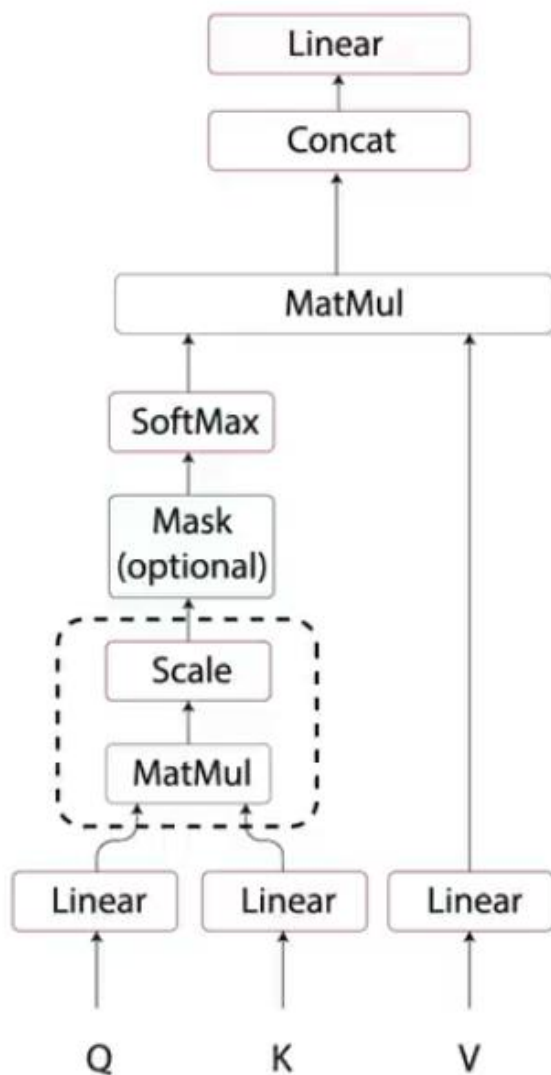 Linear
Concat
MatMul
SoftMax
Mask
(optional)
Scale
MatMul
Linear Linear Linear
Q K V